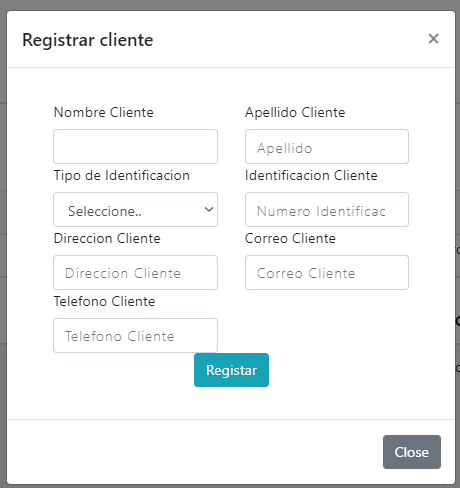 Registrar cliente ×
Nombre Cliente Apellido Cliente
Apellido
Tipo de Identificacion Identificacion Cliente
Seleccione.. Numero Identificac
Direccion Cliente Correo Cliente
Direccion Cliente Correo Cliente
Telefono Cliente
Telefono Cliente
Registar
Close